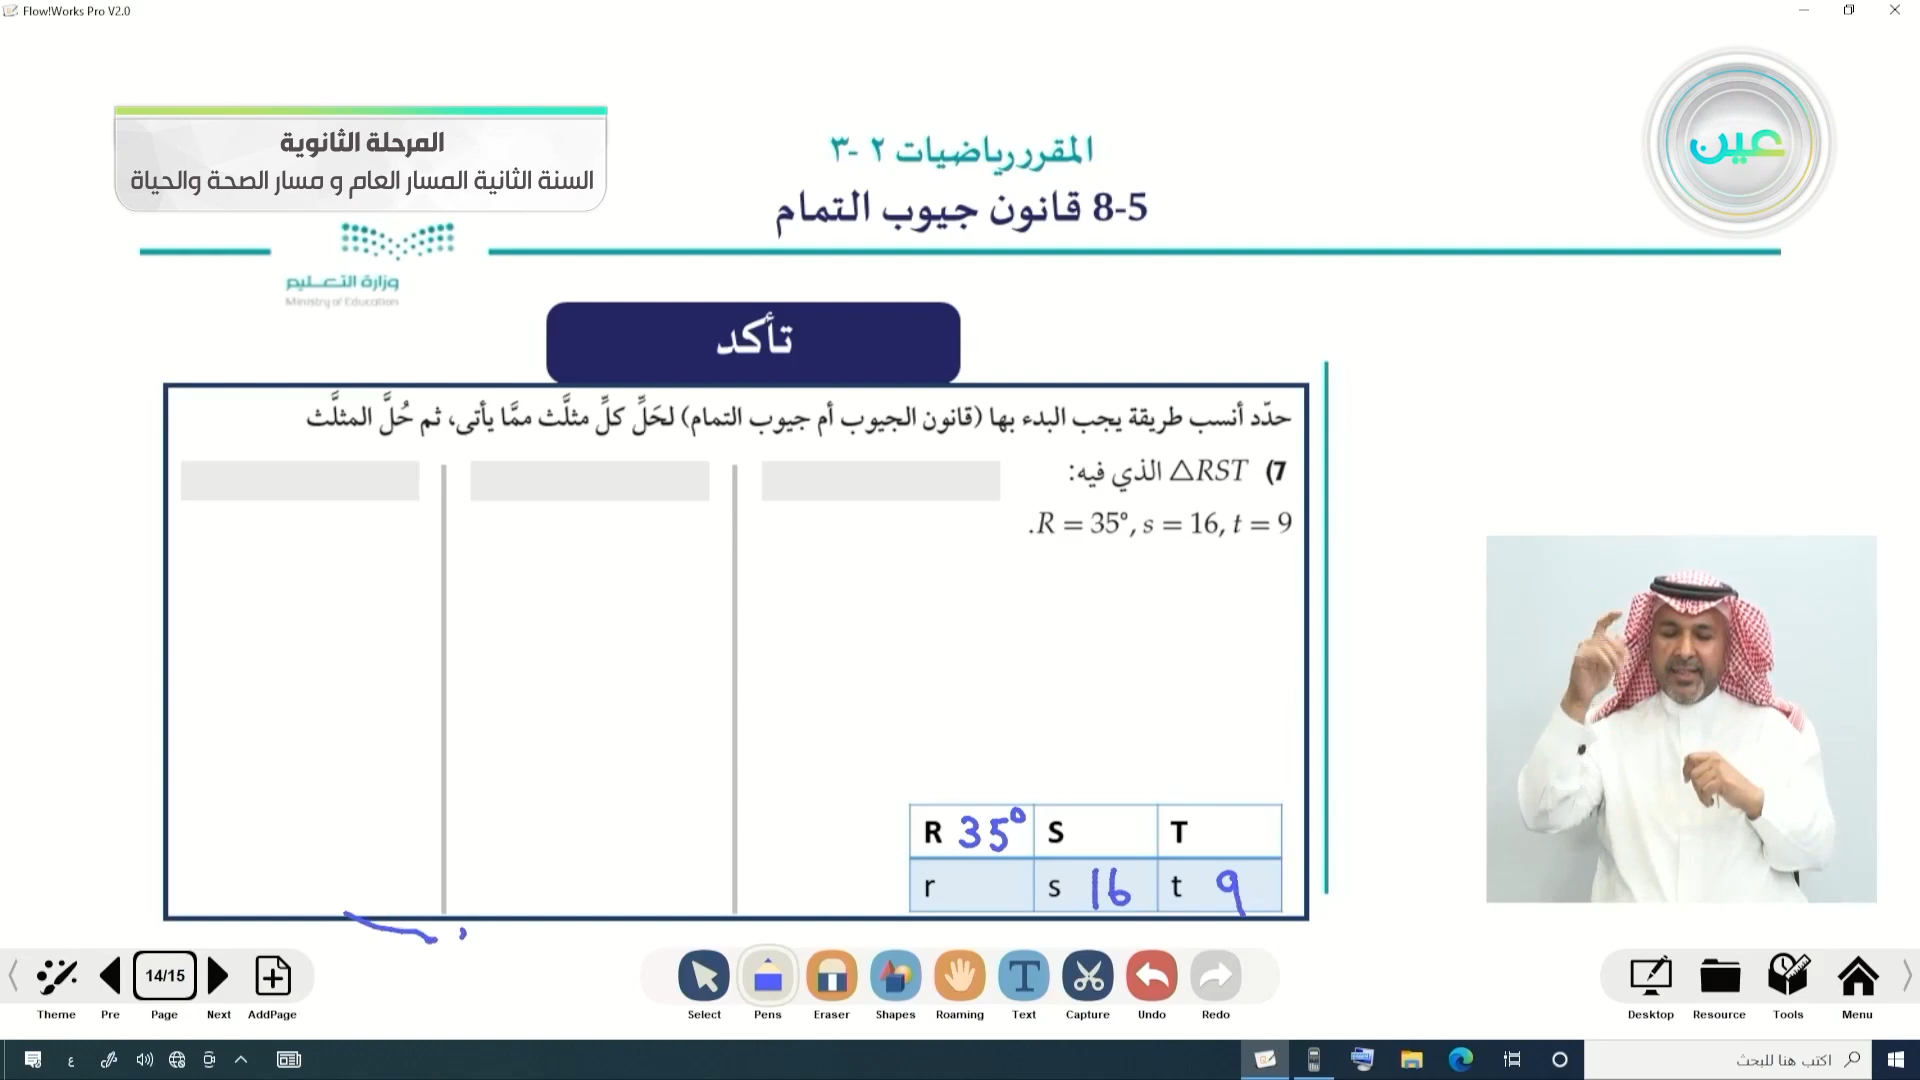 Flow!Works Pro V2.0
عين
المرحلة الثانوية
السنة الثانية المسار العام و مسار الصحة والحياة
المقرر رياضيات ٢ -٣
8-5 قانون جيوب التمام
وزارة التعليم
Ministry of Education
تأكد
حدّد أنسب طريقة يجب البدء بها (قانون الجيوب أم جيوب التمام) لحَلِّ كلِّ مثلَّث ممَّا يأتي، ثم حُلَّ المثلَّث
7) △RST الذي فيه:
R = 35°, s = 16, t = 9.
R 35° S T
r s 16 t 9
14/15
Theme Pre Page Next AddPage
Select Pens Eraser Shapes Roaming Text Capture Undo Redo
Desktop Resource Tools Menu
ع
اكتب هنا للبحث